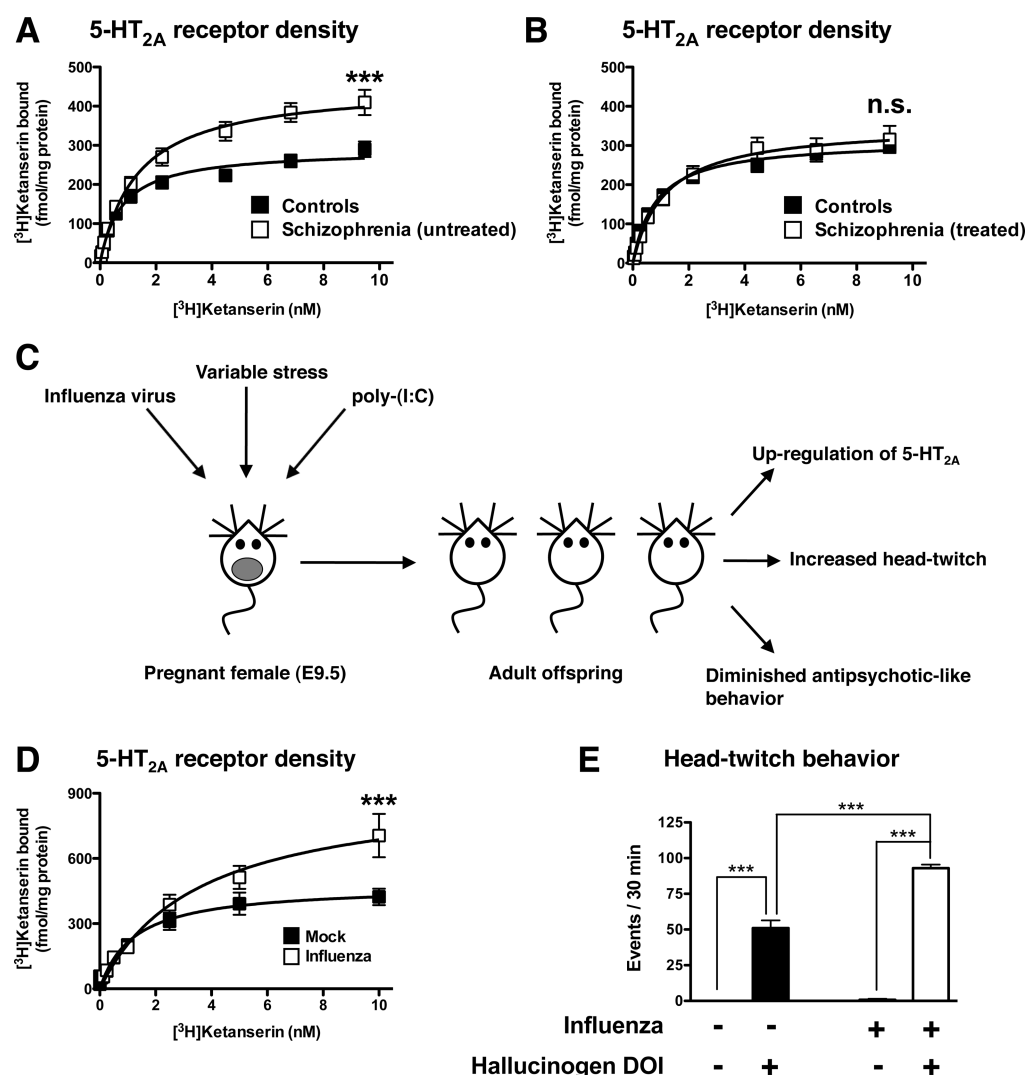 A
5-HT2A receptor density
500
400
300
200
100
0
[3H]Ketanserin bound
(fmol/mg protein)
***
Controls
Schizophrenia (untreated)
0 2 4 6 8 10
[3H]Ketanserin (nM)
B
5-HT2A receptor density
500
400
300
200
100
0
[3H]Ketanserin bound
(fmol/mg protein)
n.s.
Controls
Schizophrenia (treated)
0 2 4 6 8 10
[3H]Ketanserin (nM)
C
Variable stress
Influenza virus
poly-(I:C)
Up-regulation of 5-HT2A
Increased head-twitch
Diminished antipsychotic-like
behavior
Pregnant female (E9.5)
Adult offspring
D
5-HT2A receptor density
900
600
300
0
[3H]Ketanserin bound
(fmol/mg protein)
***
Mock
Influenza
0 2 4 6 8 10
[3H]Ketanserin (nM)
E
Head-twitch behavior
125
100
75
50
25
0
Events / 30 min
***
***
***
Influenza - - + +
Hallucinogen DOI - + - +